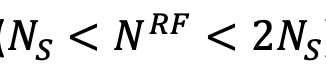 (N_S < N^{RF} < 2N_S)